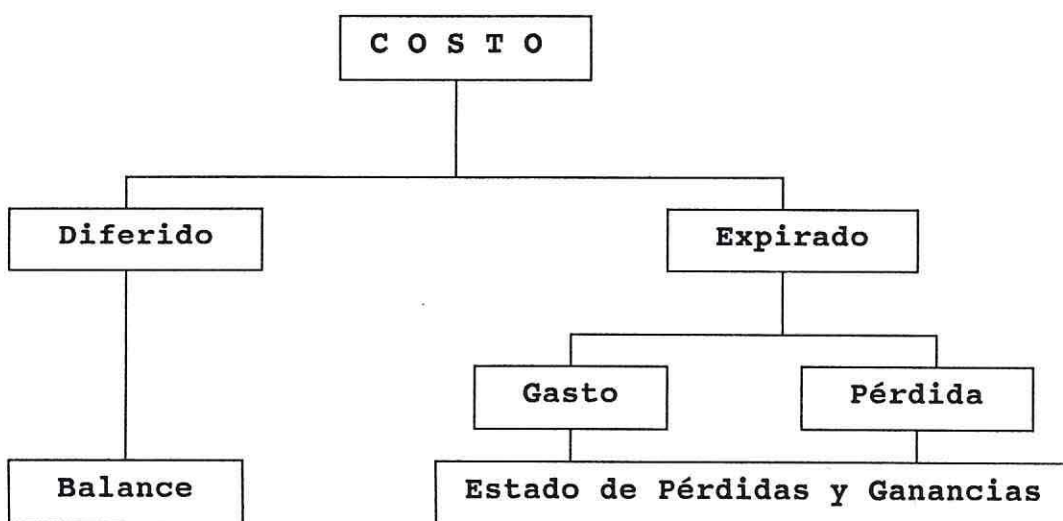 C O S T O
Diferido Expirado
Gasto Pérdida
Balance Estado de Pérdidas y Ganancias